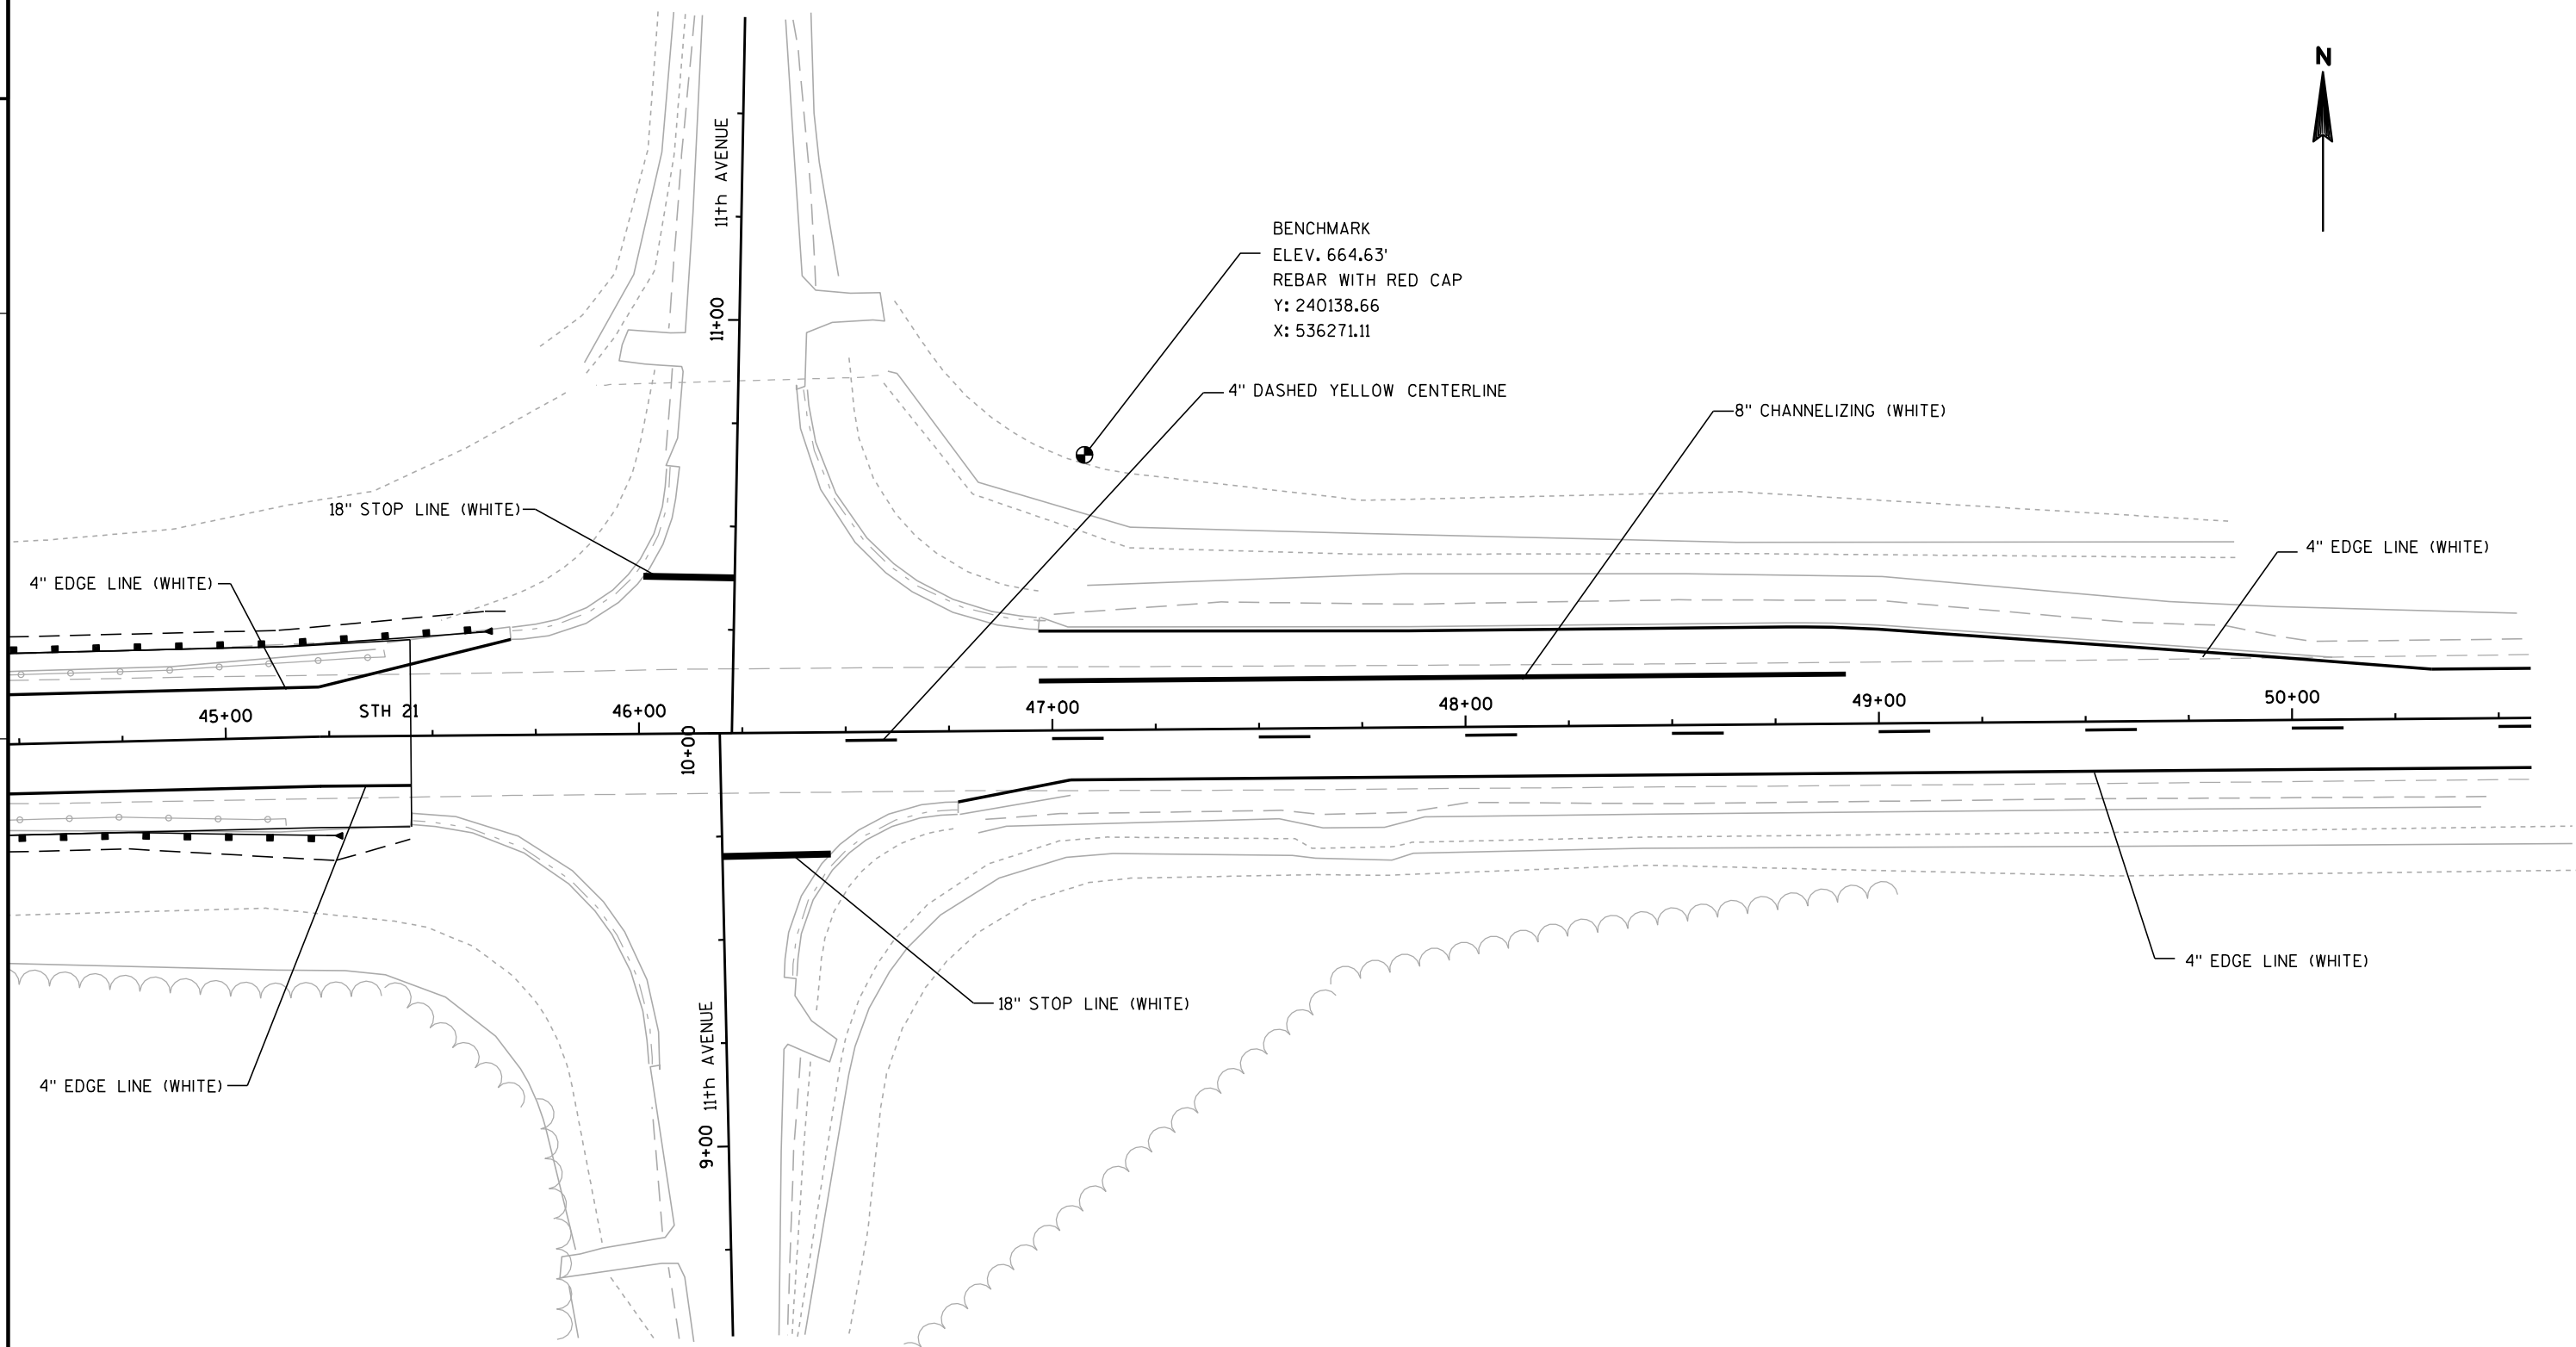 N
11th AVENUE
BENCHMARK
ELEV. 664.63'
REBAR WITH RED CAP
Y: 240138.66
X: 536271.11
11+00
4" DASHED YELLOW CENTERLINE
8" CHANNELIZING (WHITE)
18" STOP LINE (WHITE)
4" EDGE LINE (WHITE)
4" EDGE LINE (WHITE)
45+00
STH 21
46+00
47+00
48+00
49+00
50+00
10+00
4" EDGE LINE (WHITE)
18" STOP LINE (WHITE)
11th AVENUE
4" EDGE LINE (WHITE)
9+00